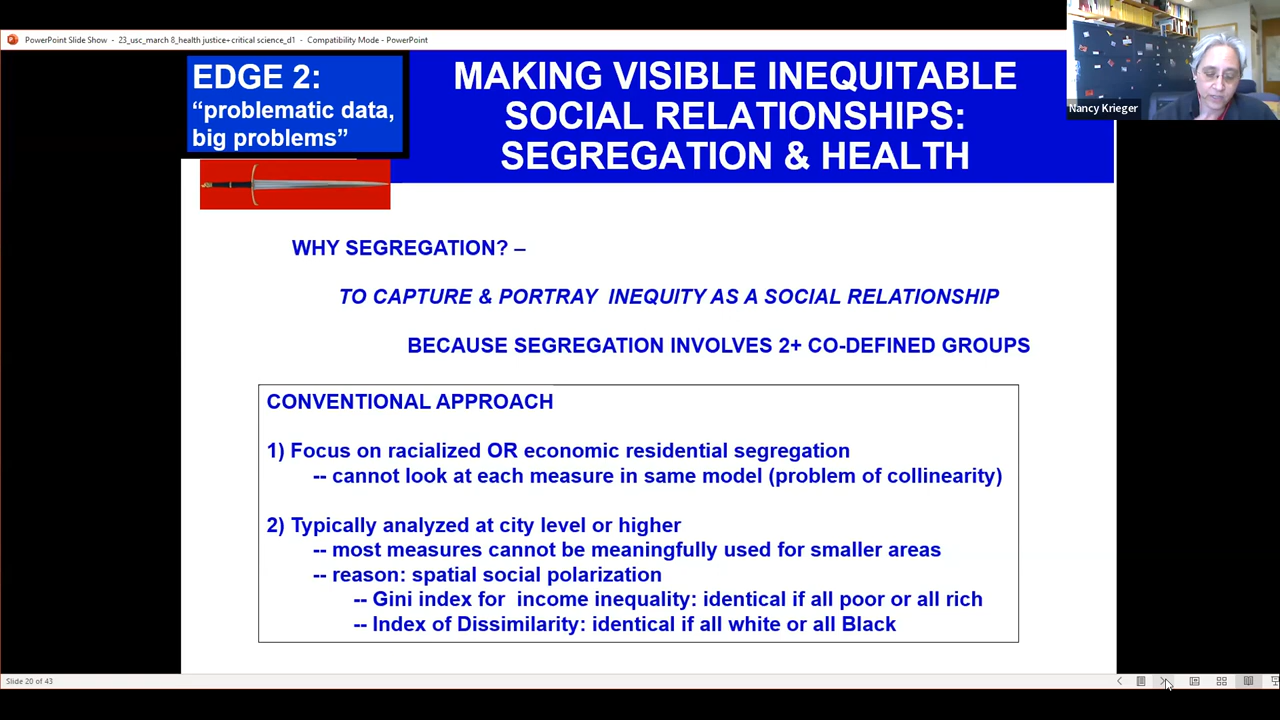 PowerPoint Slide Show - 23_usc_march 8_health justice+critical science_d1 - Compatibility Mode - PowerPoint
Nancy Krieger
EDGE 2:
“problematic data,
big problems”
MAKING VISIBLE INEQUITABLE
SOCIAL RELATIONSHIPS:
SEGREGATION & HEALTH
WHY SEGREGATION? –
TO CAPTURE & PORTRAY INEQUITY AS A SOCIAL RELATIONSHIP
BECAUSE SEGREGATION INVOLVES 2+ CO-DEFINED GROUPS
CONVENTIONAL APPROACH
1) Focus on racialized OR economic residential segregation
-- cannot look at each measure in same model (problem of collinearity)
2) Typically analyzed at city level or higher
-- most measures cannot be meaningfully used for smaller areas
-- reason: spatial social polarization
-- Gini index for income inequality: identical if all poor or all rich
-- Index of Dissimilarity: identical if all white or all Black
Slide 20 of 43